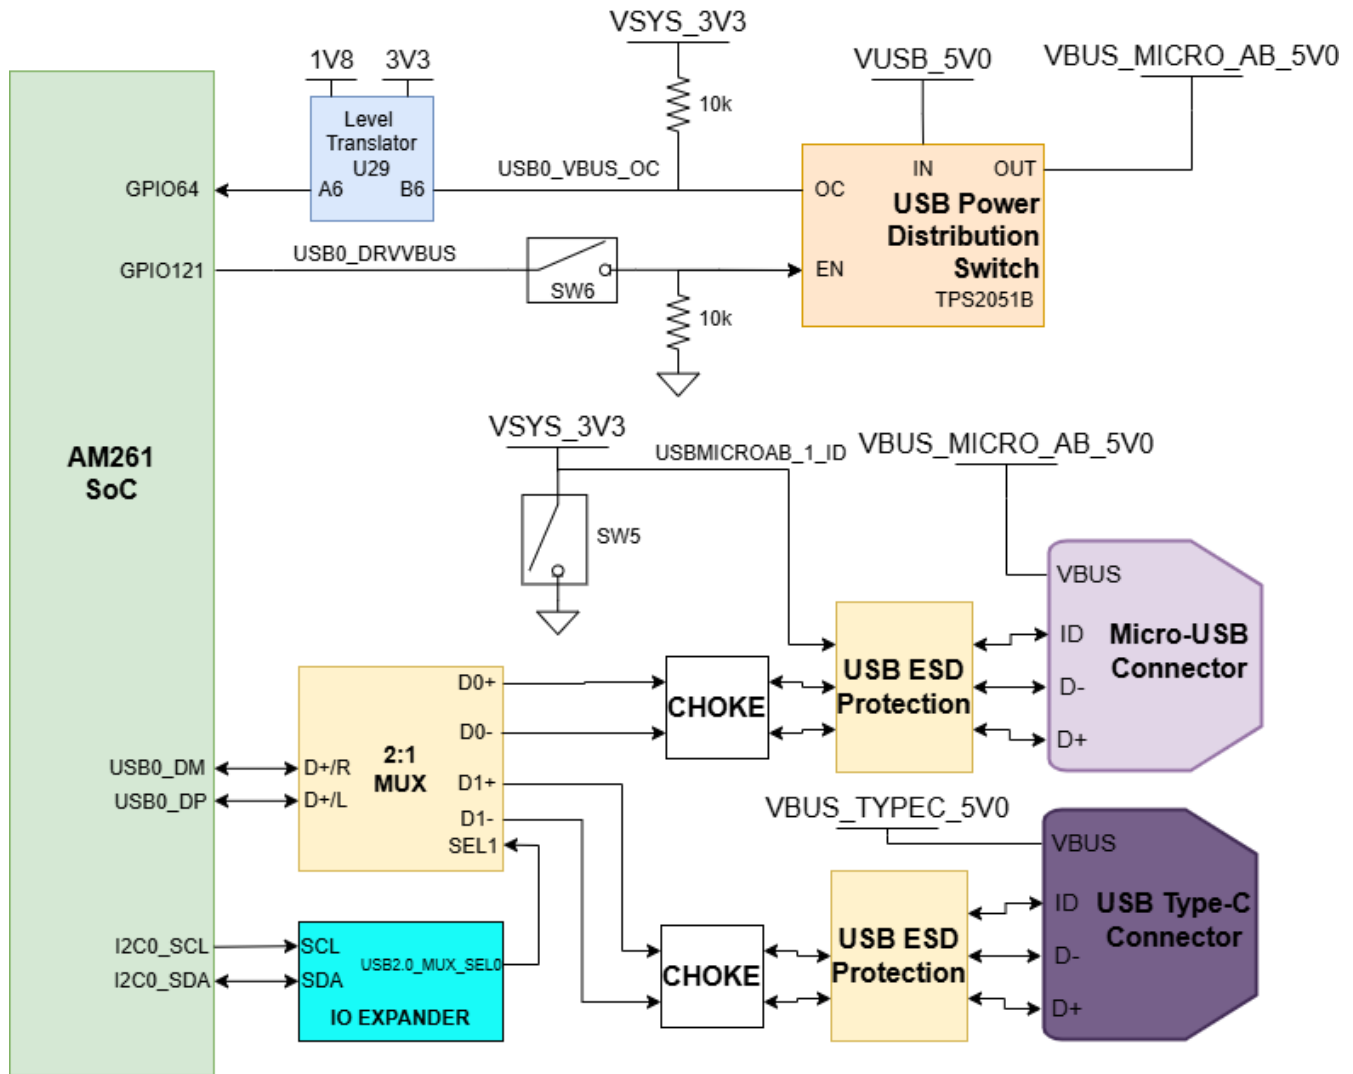 VSYS_3V3
1V8
3V3
VUSB_5V0
VBUS_MICRO_AB_5V0
10k
Level
Translator
U29
A6
B6
USB0_VBUS_OC
GPIO64
IN
OUT
OC
USB Power
Distribution
Switch
TPS2051B
EN
GPIO121
USB0_DRVVBUS
SW6
10k
VSYS_3V3
USBMICROAB_1_ID
VBUS_MICRO_AB_5V0
AM261
SoC
SW5
VBUS
ID
D-
D+
Micro-USB
Connector
USB ESD
Protection
CHOKE
D0+
D0-
2:1
MUX
D1+
D1-
SEL1
USB0_DM
USB0_DP
D+/R
D+/L
VBUS_TYPEC_5V0
VBUS
ID
D-
D+
USB Type-C
Connector
USB ESD
Protection
CHOKE
I2C0_SCL
I2C0_SDA
SCL
SDA
USB2.0_MUX_SEL0
IO EXPANDER